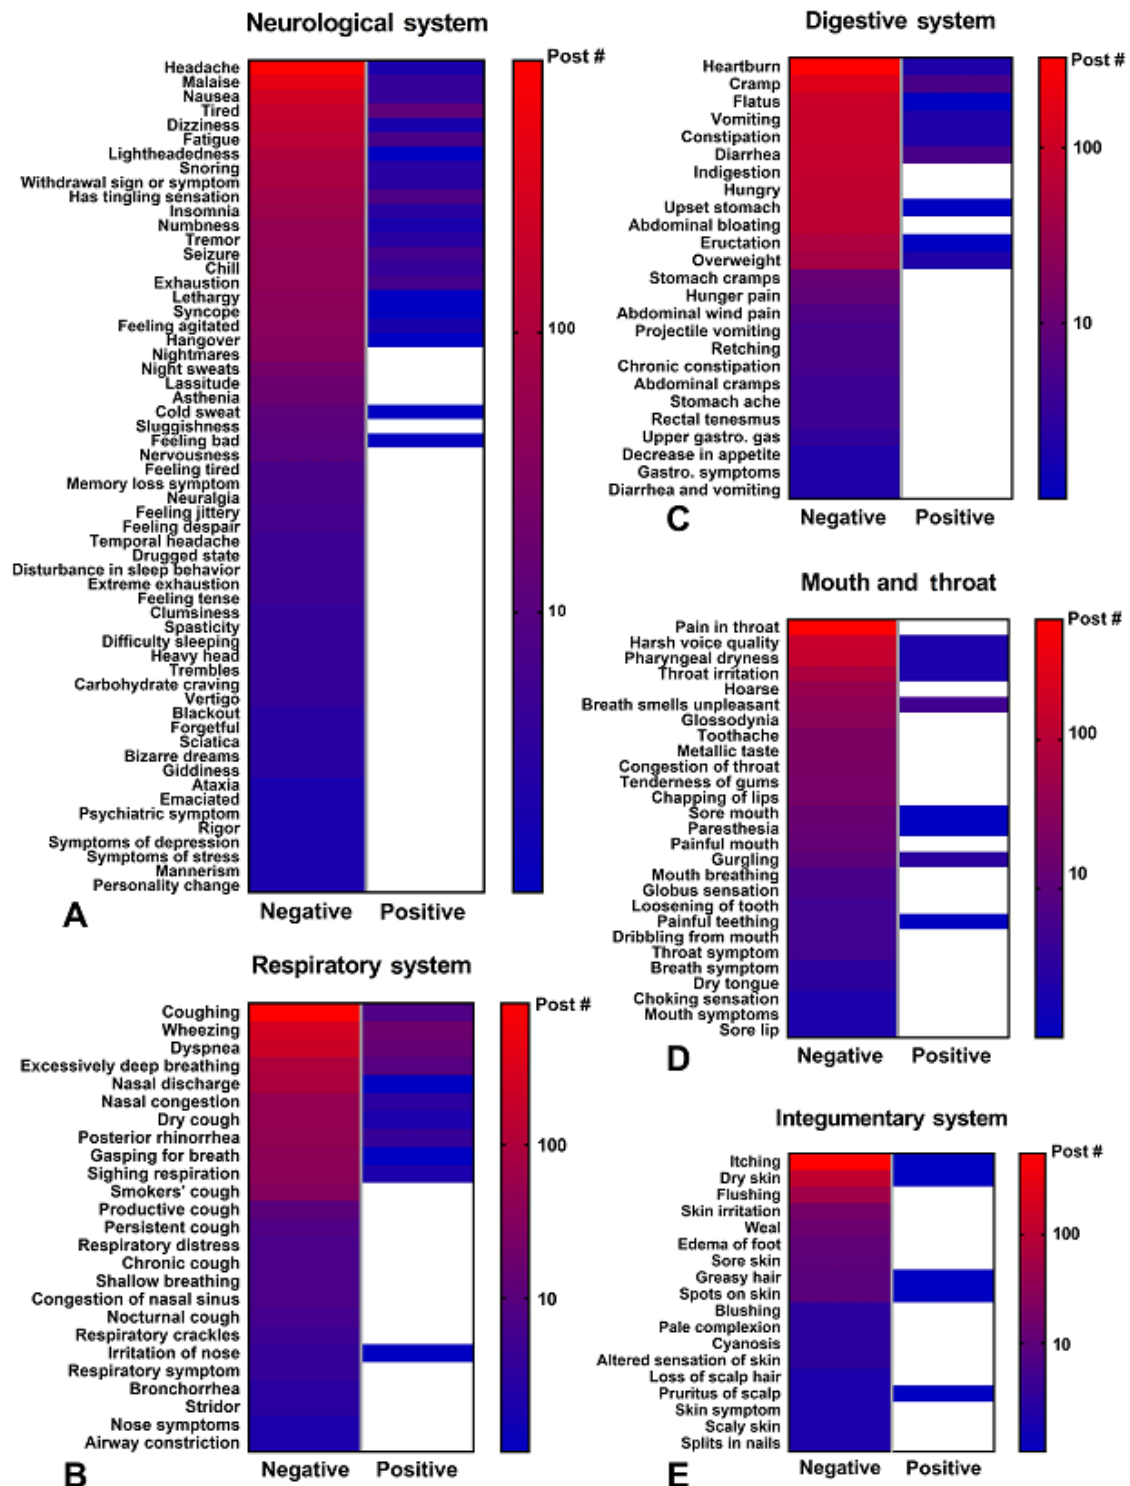 Neurological system
Post #
Headache
Malaise
Nausea
Tired
Dizziness
Fatigue
Lightheadedness
Snoring
Withdrawal sign or symptom
Has tingling sensation
Insomnia
Numbness
Tremor
Seizure
Chill
Exhaustion
Lethargy
Syncope
Feeling agitated
Hangover
Nightmares
Night sweats
Lassitude
Asthenia
Cold sweat
Sluggishness
Feeling bad
Nervousness
Feeling tired
Memory loss symptom
Neuralgia
Feeling jittery
Feeling despair
Temporal headache
Drugged state
Disturbance in sleep behavior
Extreme exhaustion
Feeling tense
Clumsiness
Spasticity
Difficulty sleeping
Heavy head
Trembles
Carbohydrate craving
Vertigo
Blackout
Forgetful
Sciatica
Bizarre dreams
Giddiness
Ataxia
Emaciated
Psychiatric symptom
Rigor
Symptoms of depression
Symptoms of stress
Mannerism
Personality change
100
10
Negative Positive
A
Respiratory system
Post #
Coughing
Wheezing
Dyspnea
Excessively deep breathing
Nasal discharge
Nasal congestion
Dry cough
Posterior rhinorrhea
Gasping for breath
Sighing respiration
Smokers' cough
Productive cough
Persistent cough
Respiratory distress
Chronic cough
Shallow breathing
Congestion of nasal sinus
Nocturnal cough
Respiratory crackles
Irritation of nose
Respiratory symptom
Bronchorrhea
Stridor
Nose symptoms
Airway constriction
100
10
Negative Positive
B
Digestive system
Post #
Heartburn
Cramp
Flatus
Vomiting
Constipation
Diarrhea
Indigestion
Hungry
Upset stomach
Abdominal bloating
Eructation
Overweight
Stomach cramps
Hunger pain
Abdominal wind pain
Projectile vomiting
Retching
Chronic constipation
Abdominal cramps
Stomach ache
Rectal tenesmus
Upper gastro. gas
Decrease in appetite
Gastro. symptoms
Diarrhea and vomiting
100
10
Negative Positive
C
Mouth and throat
Post #
Pain in throat
Harsh voice quality
Pharyngeal dryness
Throat irritation
Hoarse
Breath smells unpleasant
Glossodynia
Toothache
Metallic taste
Congestion of throat
Tenderness of gums
Chapping of lips
Sore mouth
Paresthesia
Painful mouth
Gurgling
Mouth breathing
Globus sensation
Loosening of tooth
Painful teething
Dribbling from mouth
Throat symptom
Breath symptom
Dry tongue
Choking sensation
Mouth symptoms
Sore lip
100
10
Negative Positive
D
Integumentary system
Post #
Itching
Dry skin
Flushing
Skin irritation
Weal
Edema of foot
Sore skin
Greasy hair
Spots on skin
Blushing
Pale complexion
Cyanosis
Altered sensation of skin
Loss of scalp hair
Pruritus of scalp
Skin symptom
Scaly skin
Splits in nails
100
10
Negative Positive
E